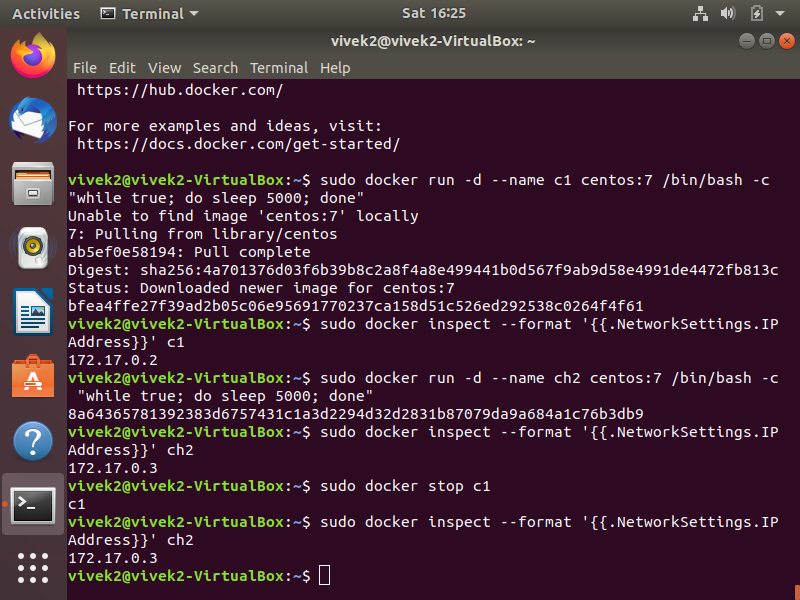 Activities
Terminal
Sat 16:25
vivek2@vivek2-VirtualBox: ~
File Edit View Search Terminal Help
https://hub.docker.com/
For more examples and ideas, visit:
https://docs.docker.com/get-started/
vivek2@vivek2-VirtualBox:~$ sudo docker run -d --name c1 centos:7 /bin/bash -c
"while true; do sleep 5000; done"
Unable to find image 'centos:7' locally
7: Pulling from library/centos
ab5ef0e58194: Pull complete
Digest: sha256:4a701376d03f6b39b8c2a8f4a8e499441b0d567f9ab9d58e4991de4472fb813c
Status: Downloaded newer image for centos:7
bfea4ffe27f39ad2b05c06e95691770237ca158d51c526ed292538c0264f4f61
vivek2@vivek2-VirtualBox:~$ sudo docker inspect --format '{{.NetworkSettings.IP
Address}}' c1
172.17.0.2
vivek2@vivek2-VirtualBox:~$ sudo docker run -d --name ch2 centos:7 /bin/bash -c
"while true; do sleep 5000; done"
8a64365781392383d6757431c1a3d2294d32d2831b87079da9a684a1c76b3db9
vivek2@vivek2-VirtualBox:~$ sudo docker inspect --format '{{.NetworkSettings.IP
Address}}' ch2
172.17.0.3
vivek2@vivek2-VirtualBox:~$ sudo docker stop c1
c1
vivek2@vivek2-VirtualBox:~$ sudo docker inspect --format '{{.NetworkSettings.IP
Address}}' ch2
172.17.0.3
vivek2@vivek2-VirtualBox:~$